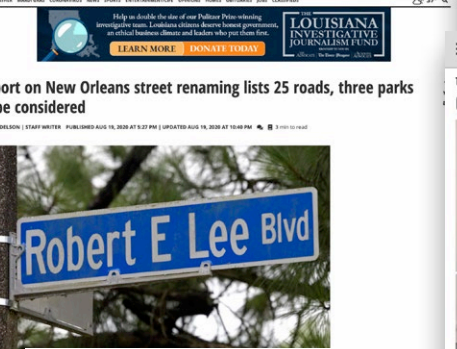 Help us double the size of our Pulitzer Prize-winning
investigative team. Louisiana citizens deserve honest government,
an ethical business climate and leaders who put them first.
LEARN MORE DONATE TODAY
THE
LOUISIANA
INVESTIGATIVE
JOURNALISM FUND
ort on New Orleans street renaming lists 25 roads, three parks
be considered
DELSON | STAFF WRITER PUBLISHED AUG 19, 2020 AT 5:27 PM | UPDATED AUG 19, 2020 AT 10:40 PM 3 min to read
Robert E Lee Blvd